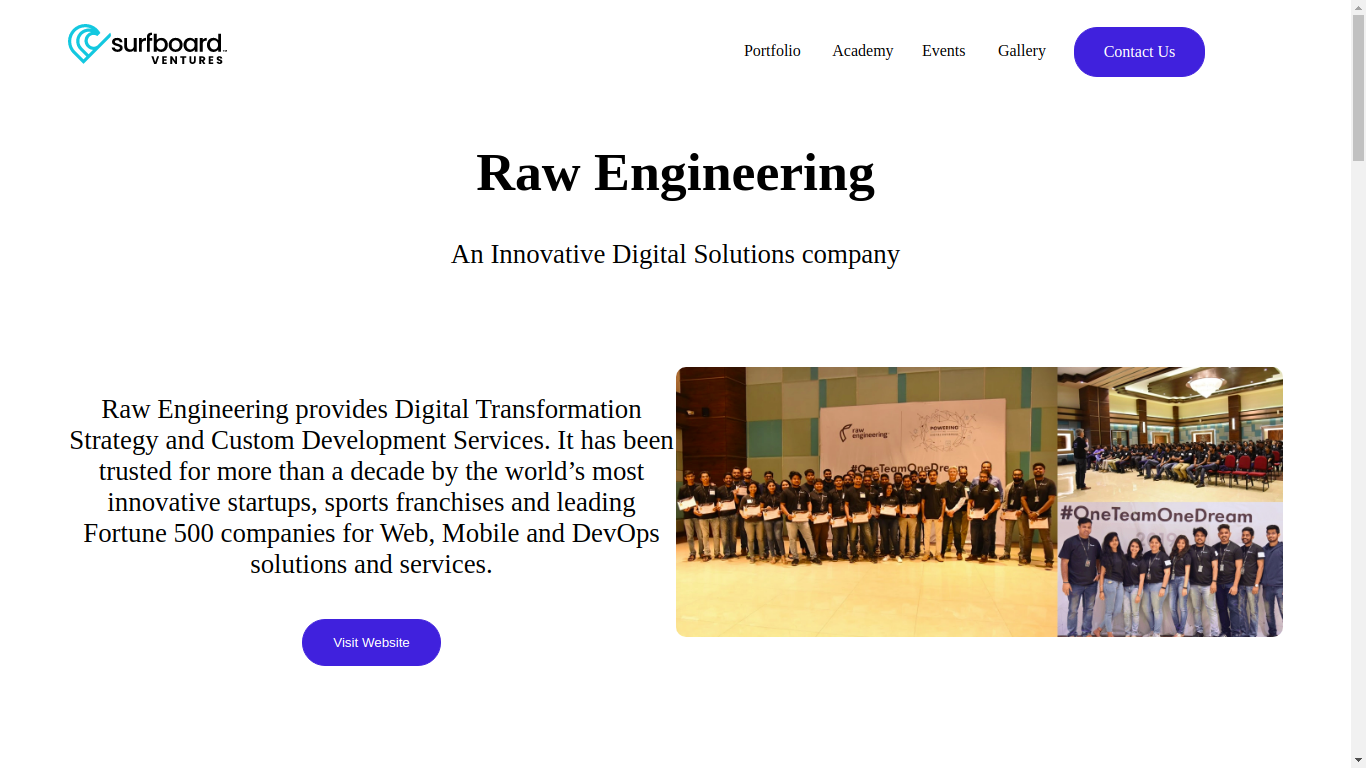 surfboard
VENTURES
Portfolio
Academy
Events
Gallery
Contact Us
Raw Engineering
An Innovative Digital Solutions company
Raw Engineering provides Digital Transformation
Strategy and Custom Development Services. It has been
trusted for more than a decade by the world’s most
innovative startups, sports franchises and leading
Fortune 500 companies for Web, Mobile and DevOps
solutions and services.
Visit Website
raw
engineering
POWERING
#OneTeamOneDream
#OneTeamOneDream
2019